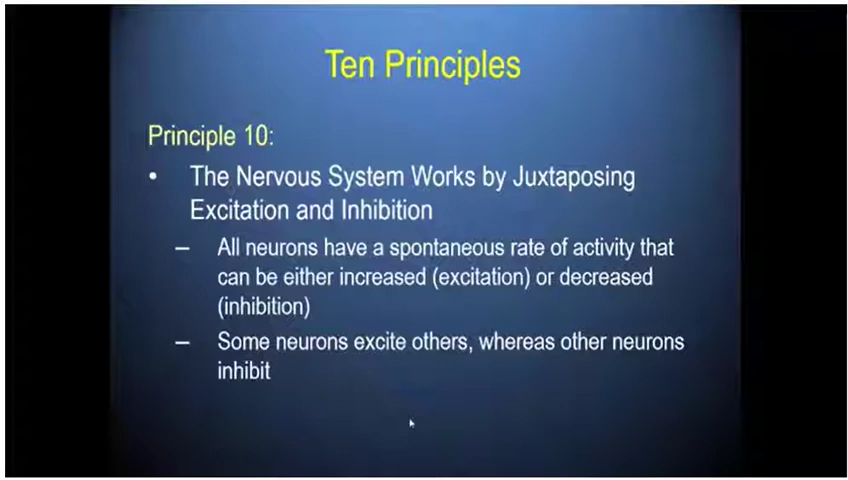 Ten Principles
Principle 10:
• The Nervous System Works by Juxtaposing
Excitation and Inhibition
– All neurons have a spontaneous rate of activity that
can be either increased (excitation) or decreased
(inhibition)
– Some neurons excite others, whereas other neurons
inhibit